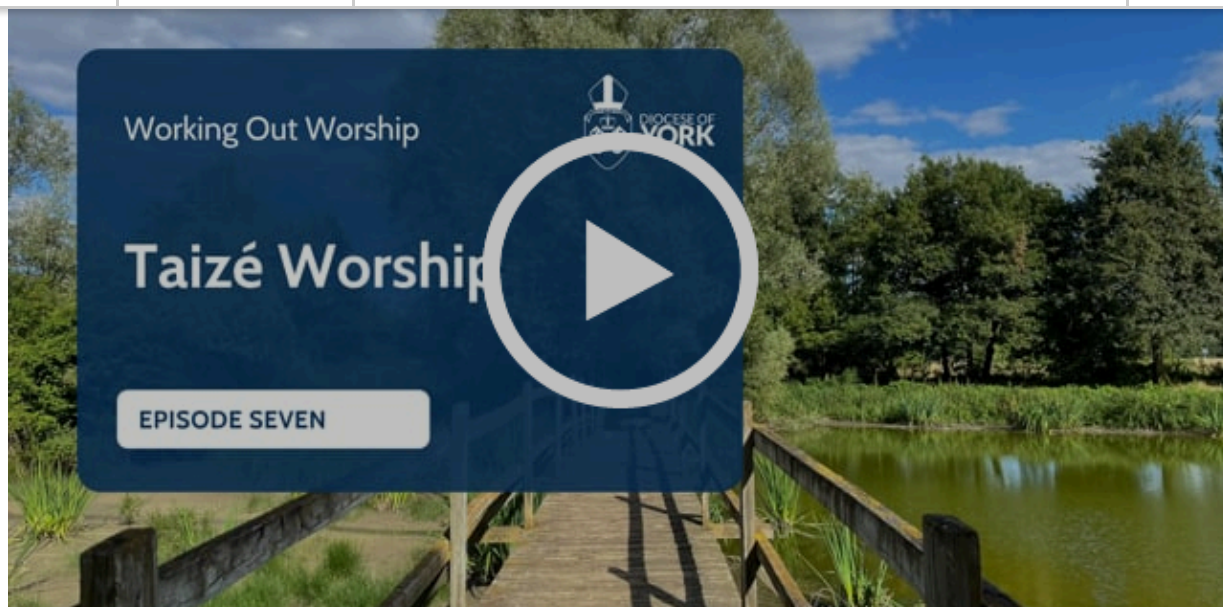 Working Out Worship
DIOCESE OF
YORK
Taizé Worship
EPISODE SEVEN